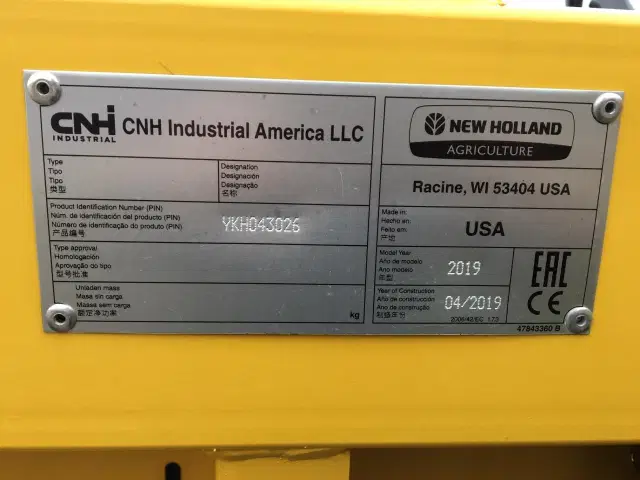 CNH
INDUSTRIAL
CNH Industrial America LLC
Type
Tipo
Tipo
类型
Designation
Designación
Designação
名称
Product Identification Number (PIN)
Núm. de identificación del producto (PIN)
Número de identificação do produto (PIN)
产品编号
YKH043026
Type approval
Homologación
Aprovação do tipo
型号批准
Unladen mass
Masa sin carga
Massa sem carga
额定净功率
kg
NEW HOLLAND
AGRICULTURE
Racine, WI 53404 USA
Made in:
Hecho en:
Feito em:
产地
USA
Model Year
Año de modelo
Ano modelo
年型
2019
Year of Construction
Año de construcción
Ano de construção
制造年份
04/2019
2006/42/EC
EAC
CE
47843360 B